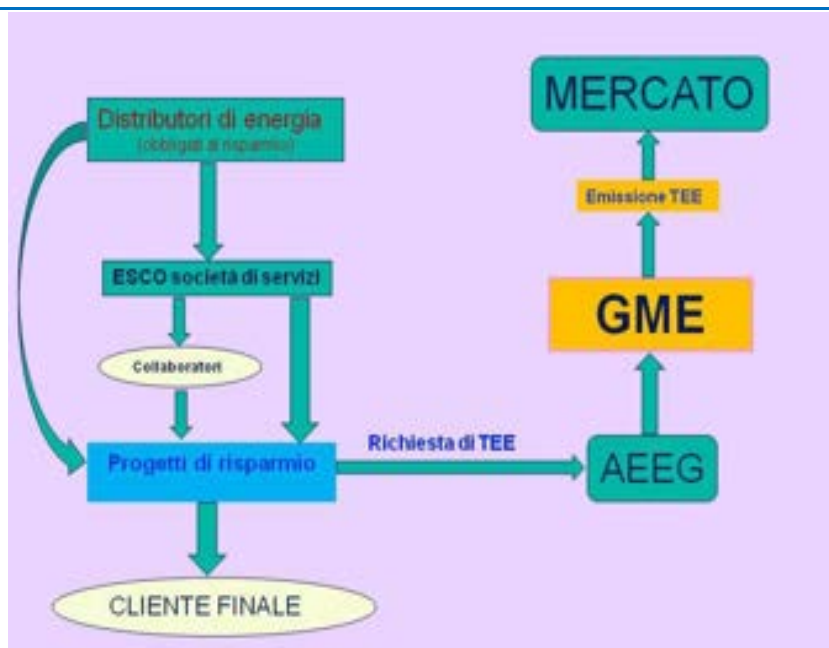 Distributori di energia
(obbligati al risparmio)
ESCO società di servizi
Collaboratori
Progetti di risparmio
CLIENTE FINALE
Richiesta di TEE
AEEG
GME
Emissione TEE
MERCATO